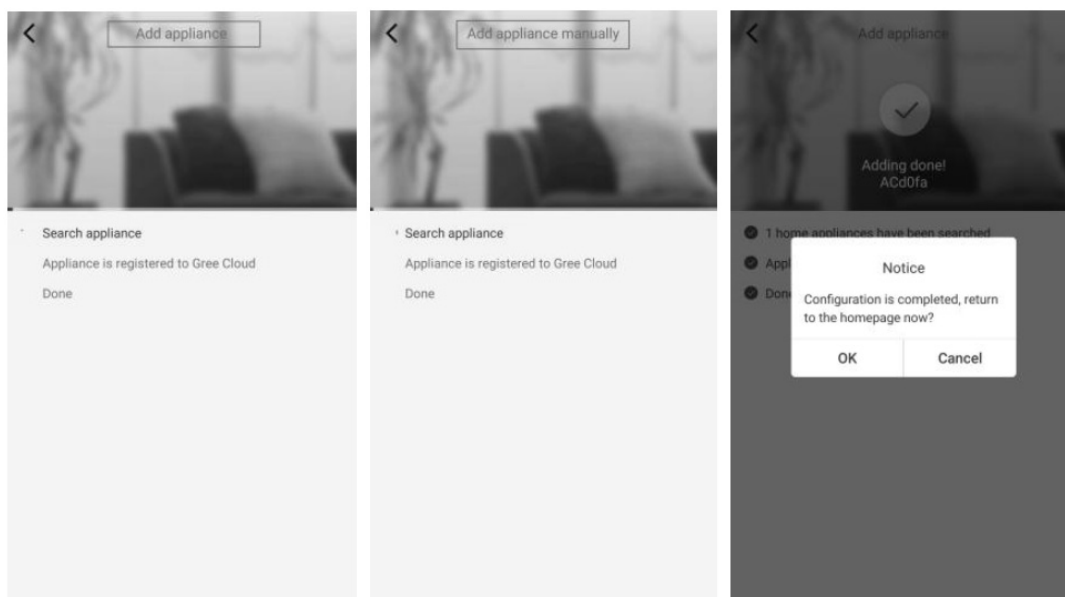 Add appliance
Search appliance
Appliance is registered to Gree Cloud
Done
Add appliance manually
Search appliance
Appliance is registered to Gree Cloud
Done
Add appliance
Adding done!
ACd0fa
1 home appliances have been searched
Appl
Done
Notice
Configuration is completed, return
to the homepage now?
OK
Cancel